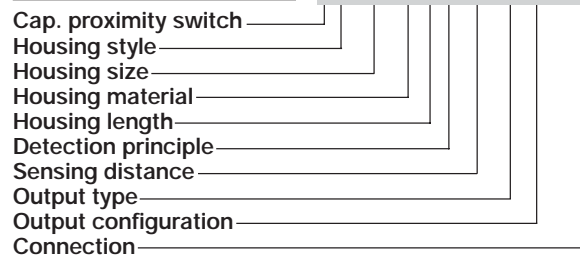 Cap. proximity switch
Housing style
Housing size
Housing material
Housing length
Detection principle
Sensing distance
Output type
Output configuration
Connection